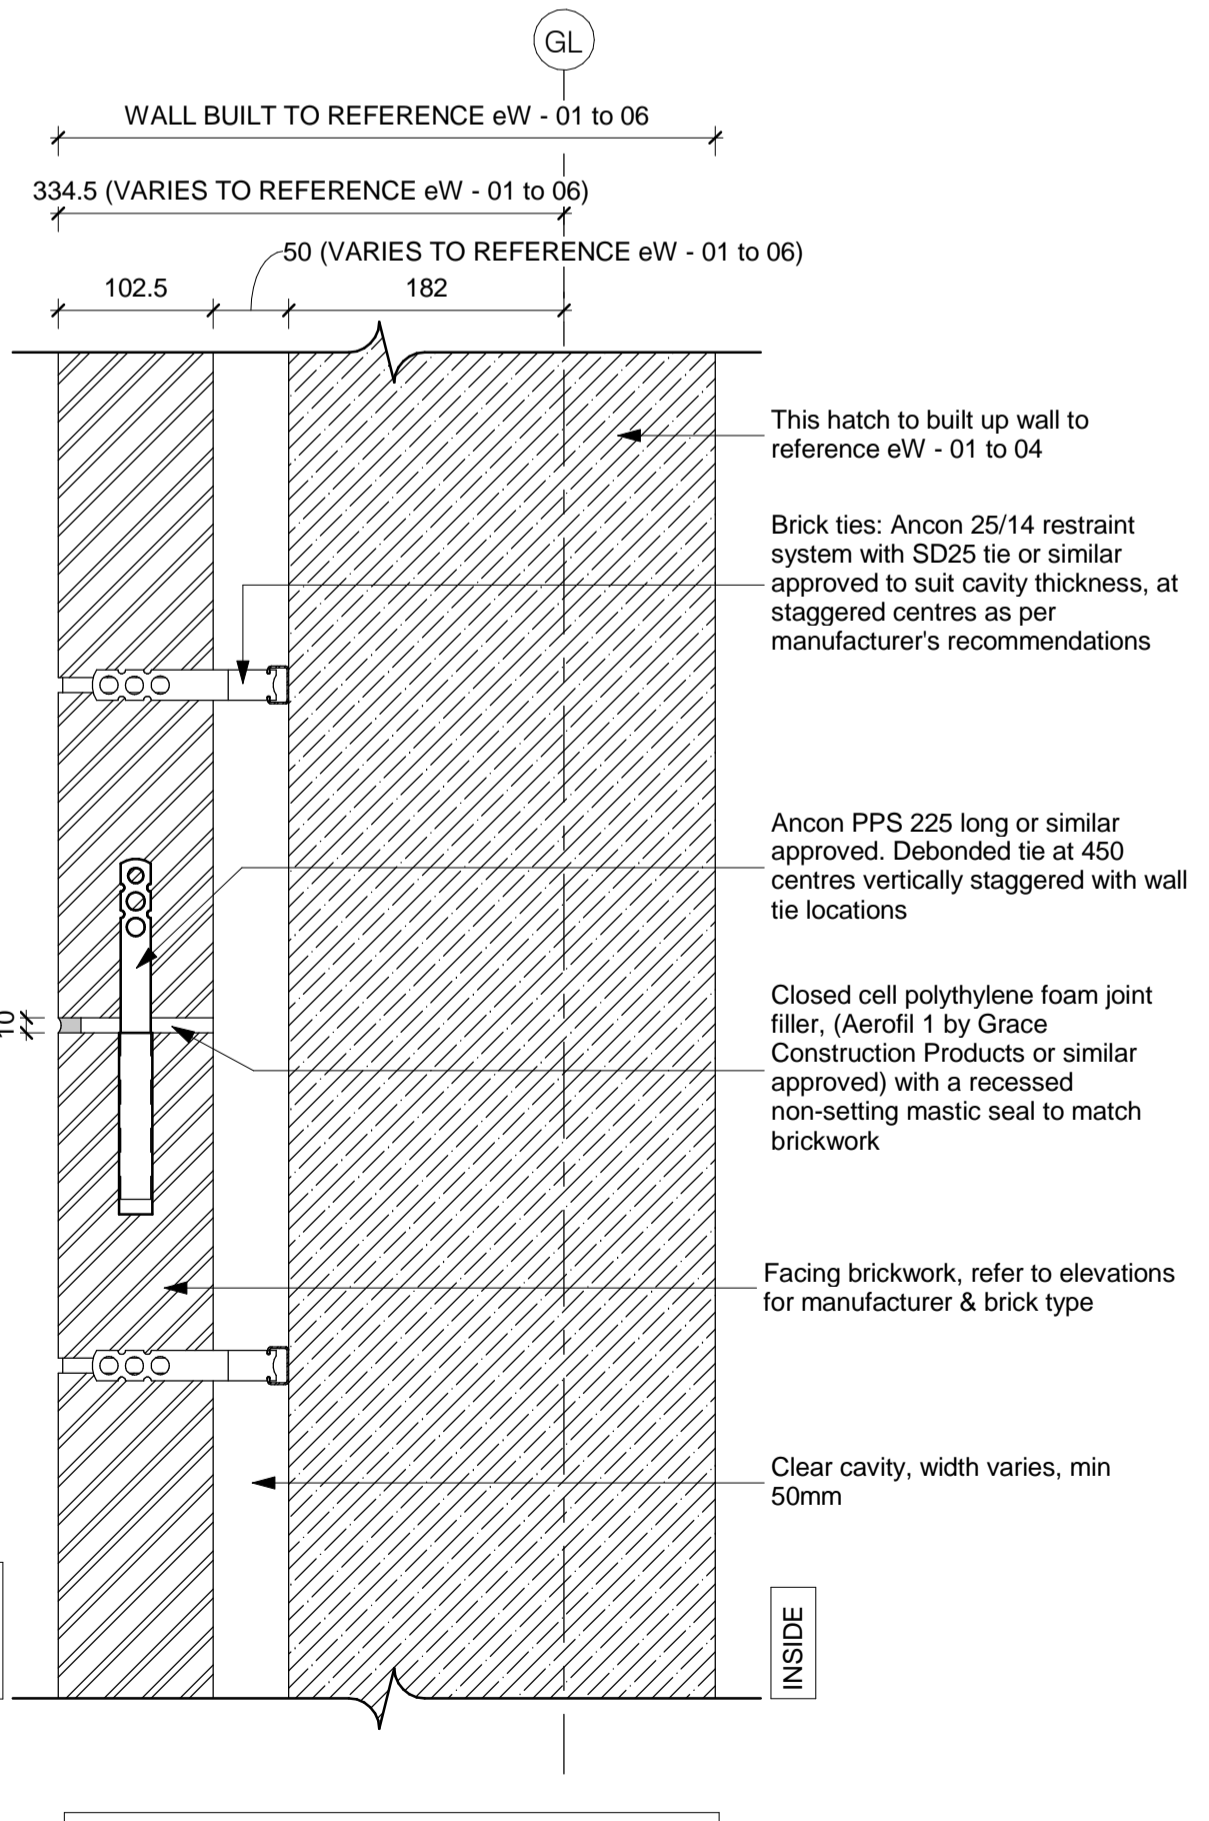 GL
WALL BUILT TO REFERENCE eW - 01 to 06
334.5 (VARIES TO REFERENCE eW - 01 to 06)
50 (VARIES TO REFERENCE eW - 01 to 06)
102.5
182
This hatch to built up wall to
reference eW - 01 to 04
Brick ties: Ancon 25/14 restraint
system with SD25 tie or similar
approved to suit cavity thickness, at
staggered centres as per
manufacturer's recommendations
Ancon PPS 225 long or similar
approved. Debonded tie at 450
centres vertically staggered with wall
tie locations
10
Closed cell polythylene foam joint
filler, (Aerofil 1 by Grace
Construction Products or similar
approved) with a recessed
non-setting mastic seal to match
brickwork
Facing brickwork, refer to elevations
for manufacturer & brick type
Clear cavity, width varies, min
50mm
INSIDE